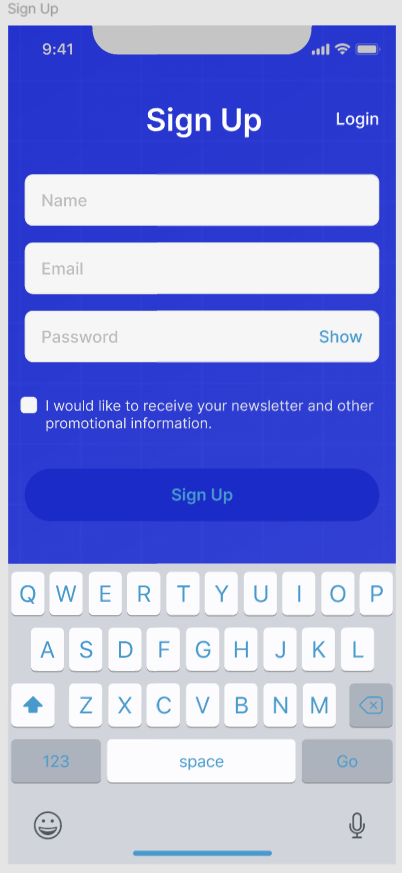 Sign Up
9:41
Sign Up
Login
Name
Email
Password
Show
I would like to receive your newsletter and other
promotional information.
Sign Up
Q W E R T Y U I O P
A S D F G H J K L
Z X C V B N M
123 space Go